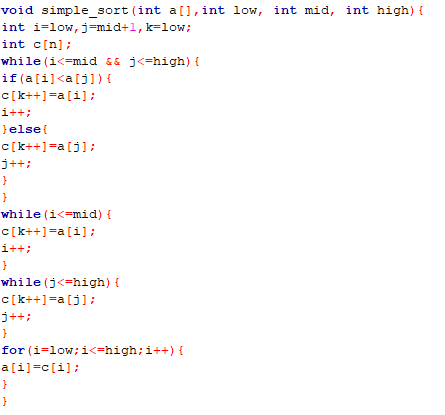 void simple_sort(int a[],int low, int mid, int high){
int i=low,j=mid+1,k=low;
int c[n];
while(i<=mid && j<=high){
if(a[i]<a[j]){
c[k++]=a[i];
i++;
}else{
c[k++]=a[j];
j++;
}
}
while(i<=mid){
c[k++]=a[i];
i++;
}
while(j<=high){
c[k++]=a[j];
j++;
}
for(i=low;i<=high;i++){
a[i]=c[i];
}
}